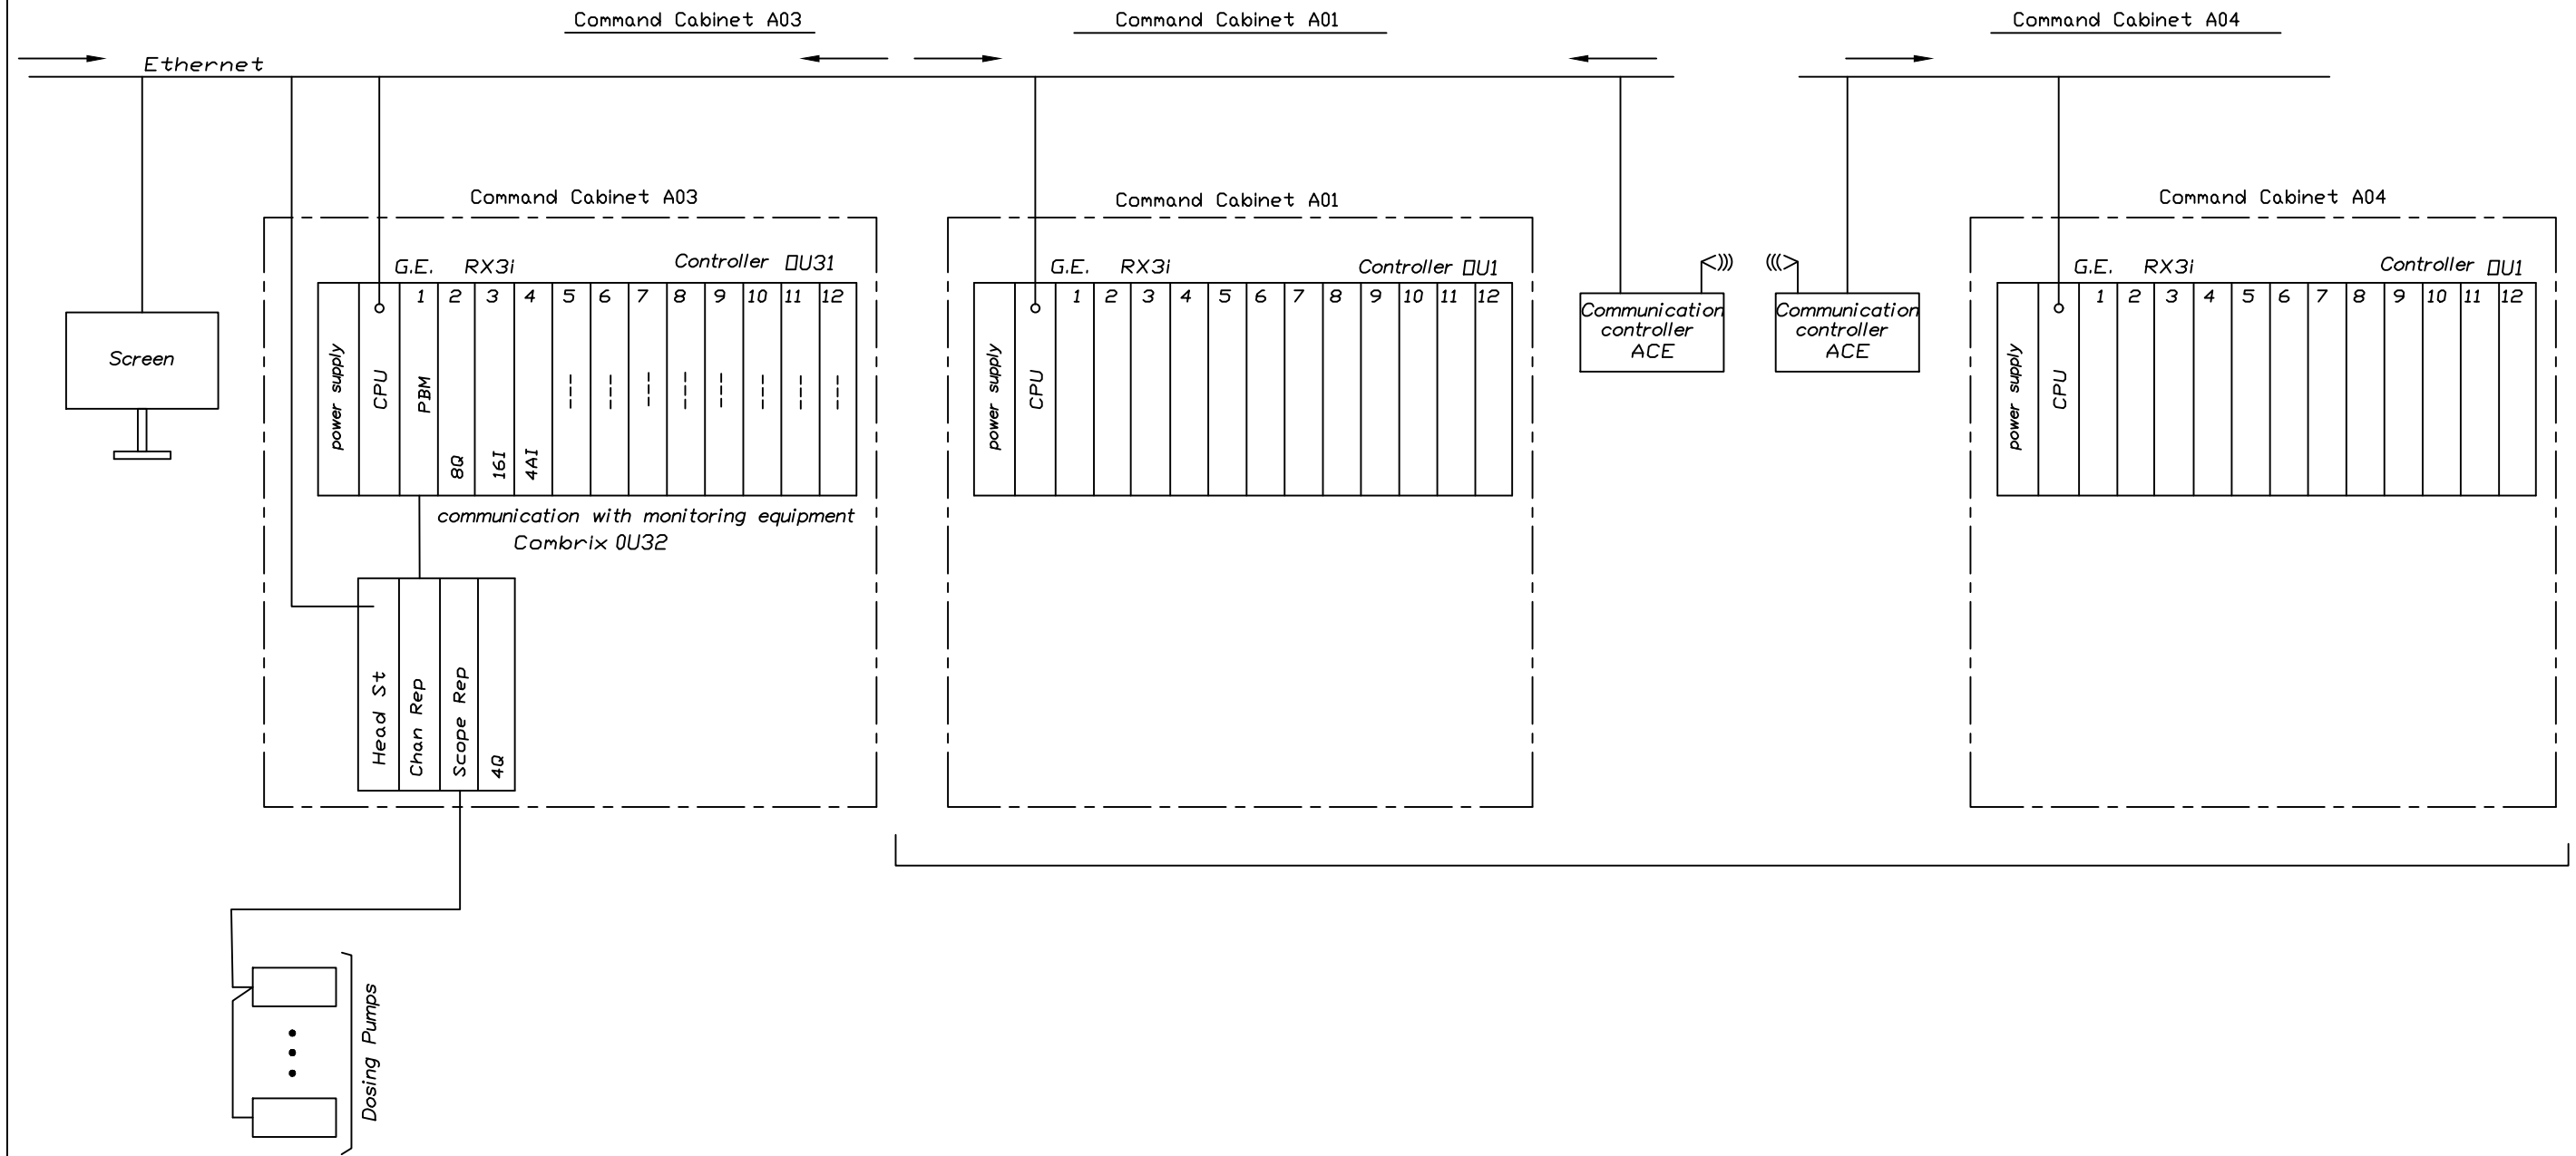 Command Cabinet A03
Command Cabinet A01
Command Cabinet A04
Ethernet
Command Cabinet A03
Command Cabinet A01
Command Cabinet A04
G.E. RX3i Controller OU31
1 2 3 4 5 6 7 8 9 10 11 12
power supply
CPU
PBM
8Q
16I
4AI
---
---
---
---
---
---
---
---
communication with monitoring equipment
Combrix OU32
Screen
Head St
Chan Rep
Scope Rep
4Q
Dosing Pumps
G.E. RX3i Controller OU1
1 2 3 4 5 6 7 8 9 10 11 12
power supply
CPU
Communication
controller
ACE
Communication
controller
ACE
G.E. RX3i Controller OU1
1 2 3 4 5 6 7 8 9 10 11 12
power supply
CPU